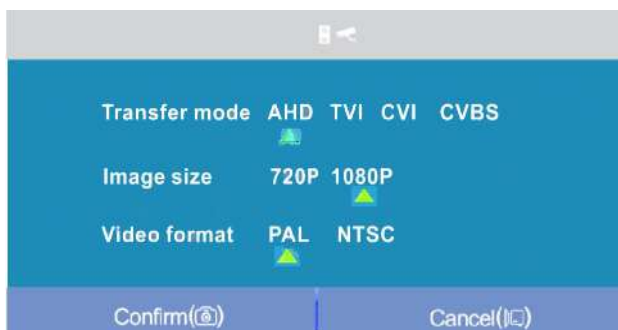 Transfer mode AHD TVI CVI CVBS
Image size 720P 1080P
Video format PAL NTSC
Confirm() Cancel()